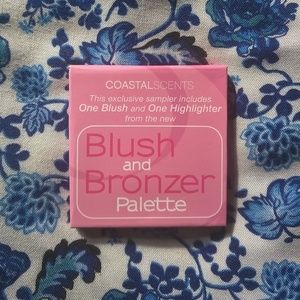 COASTALSCENTS
This exclusive sampler includes
One Blush and One Highlighter
from the new
Blush
and
Bronzer
Palette